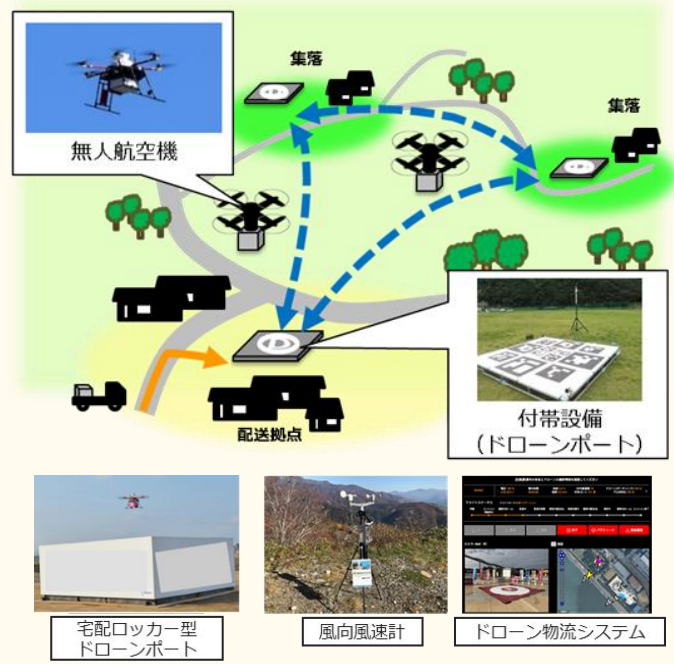 集落
集落
無人航空機
付帯設備
（ドローンポート）
配送拠点
宅配ロッカー型
ドローンポート
風向風速計
ドローン物流システム